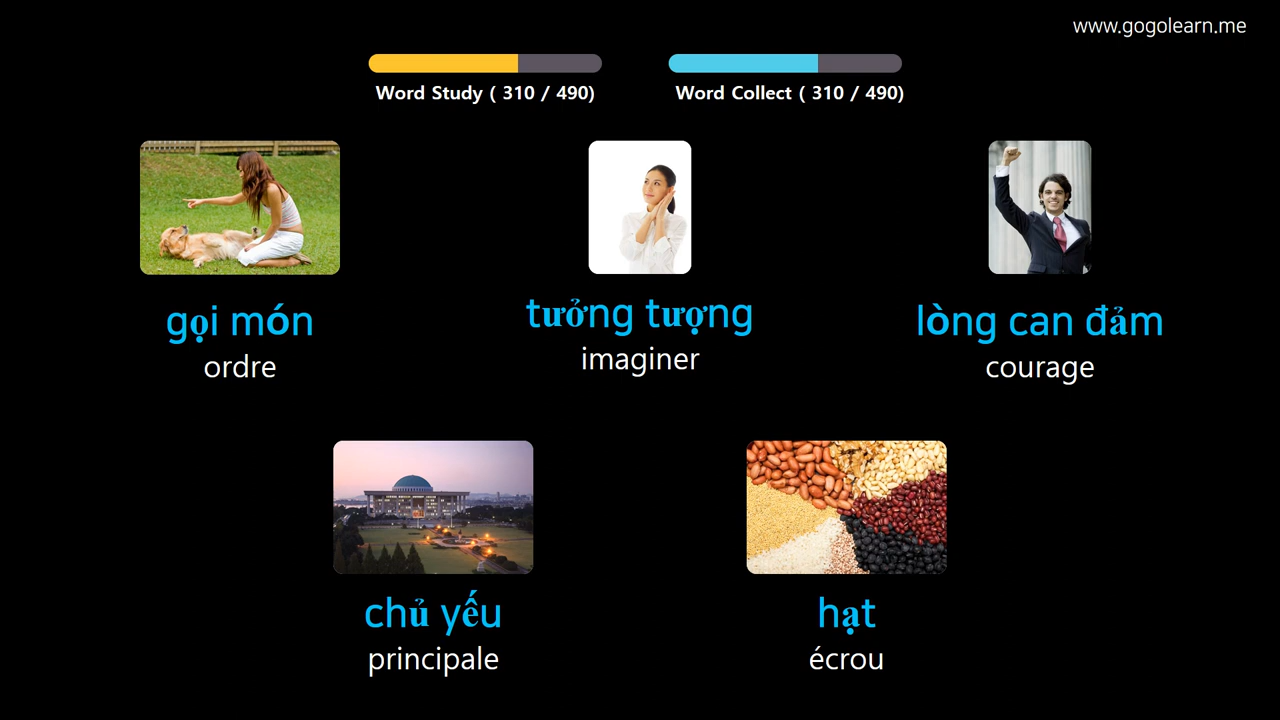 www.gogolearn.me
Word Study ( 310 / 490)
Word Collect ( 310 / 490)
gọi món
ordre
tưởng tượng
imaginer
lòng can đảm
courage
chủ yếu
principale
hạt
écrou